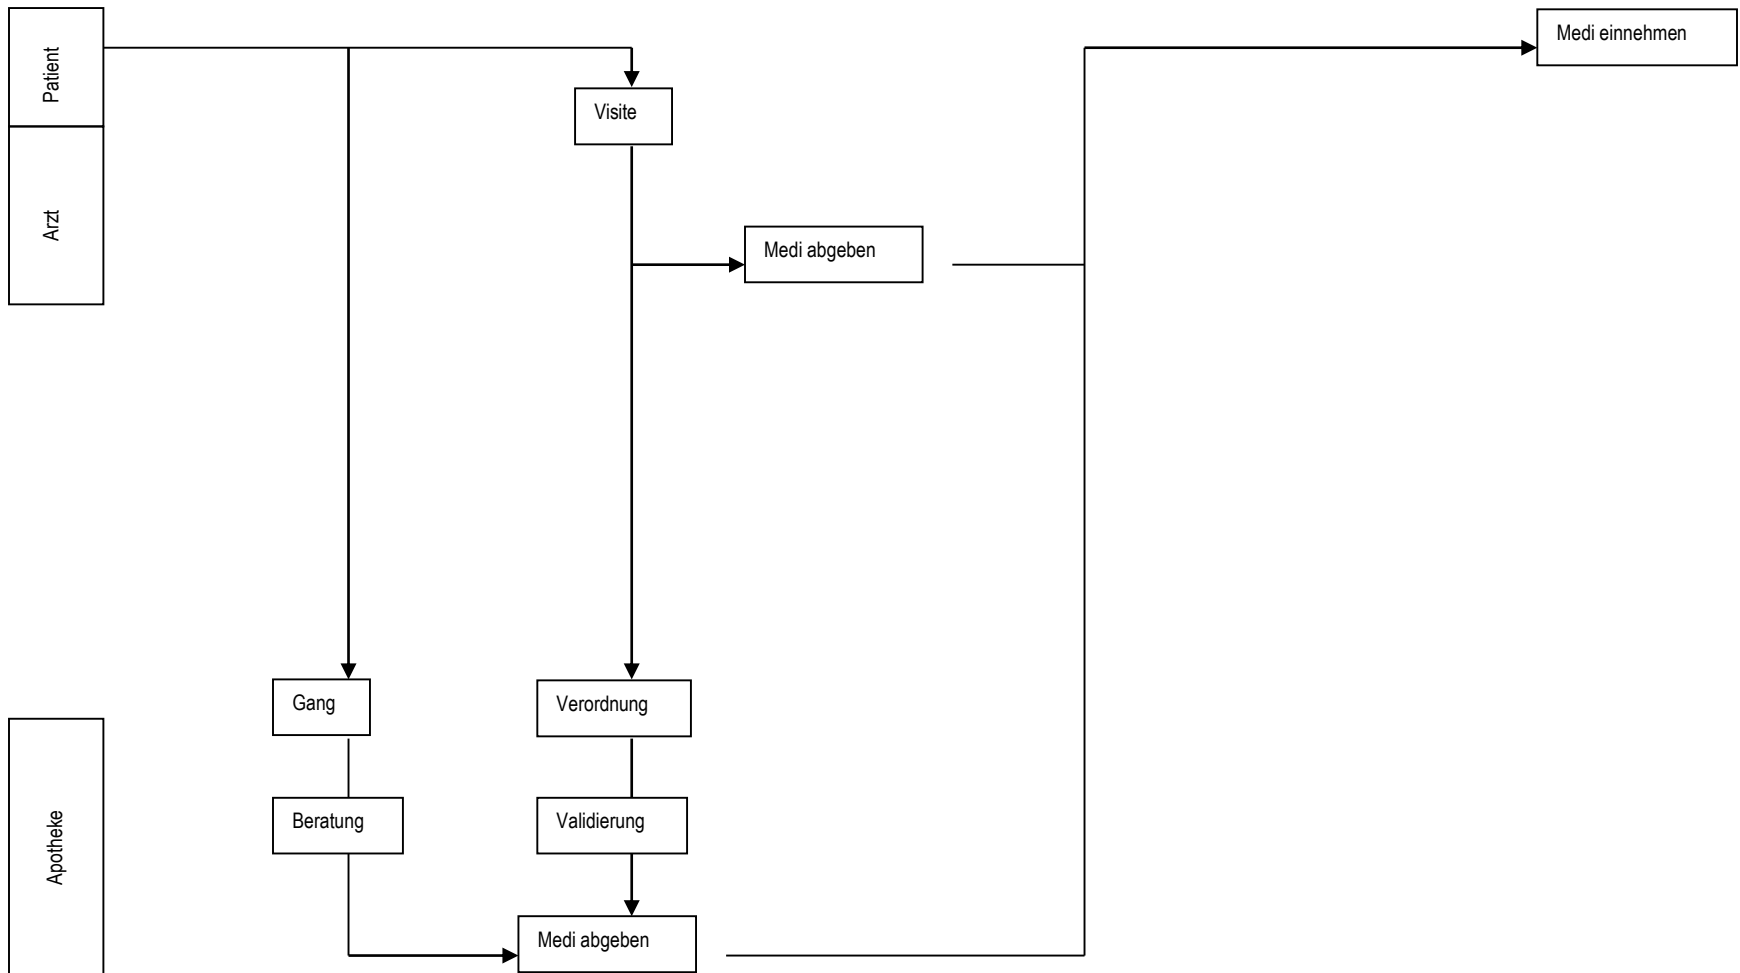 Patient
Medi einnehmen
Visite
Arzt
Medi abgeben
Gang
Verordnung
Apotheke
Beratung
Validierung
Medi abgeben